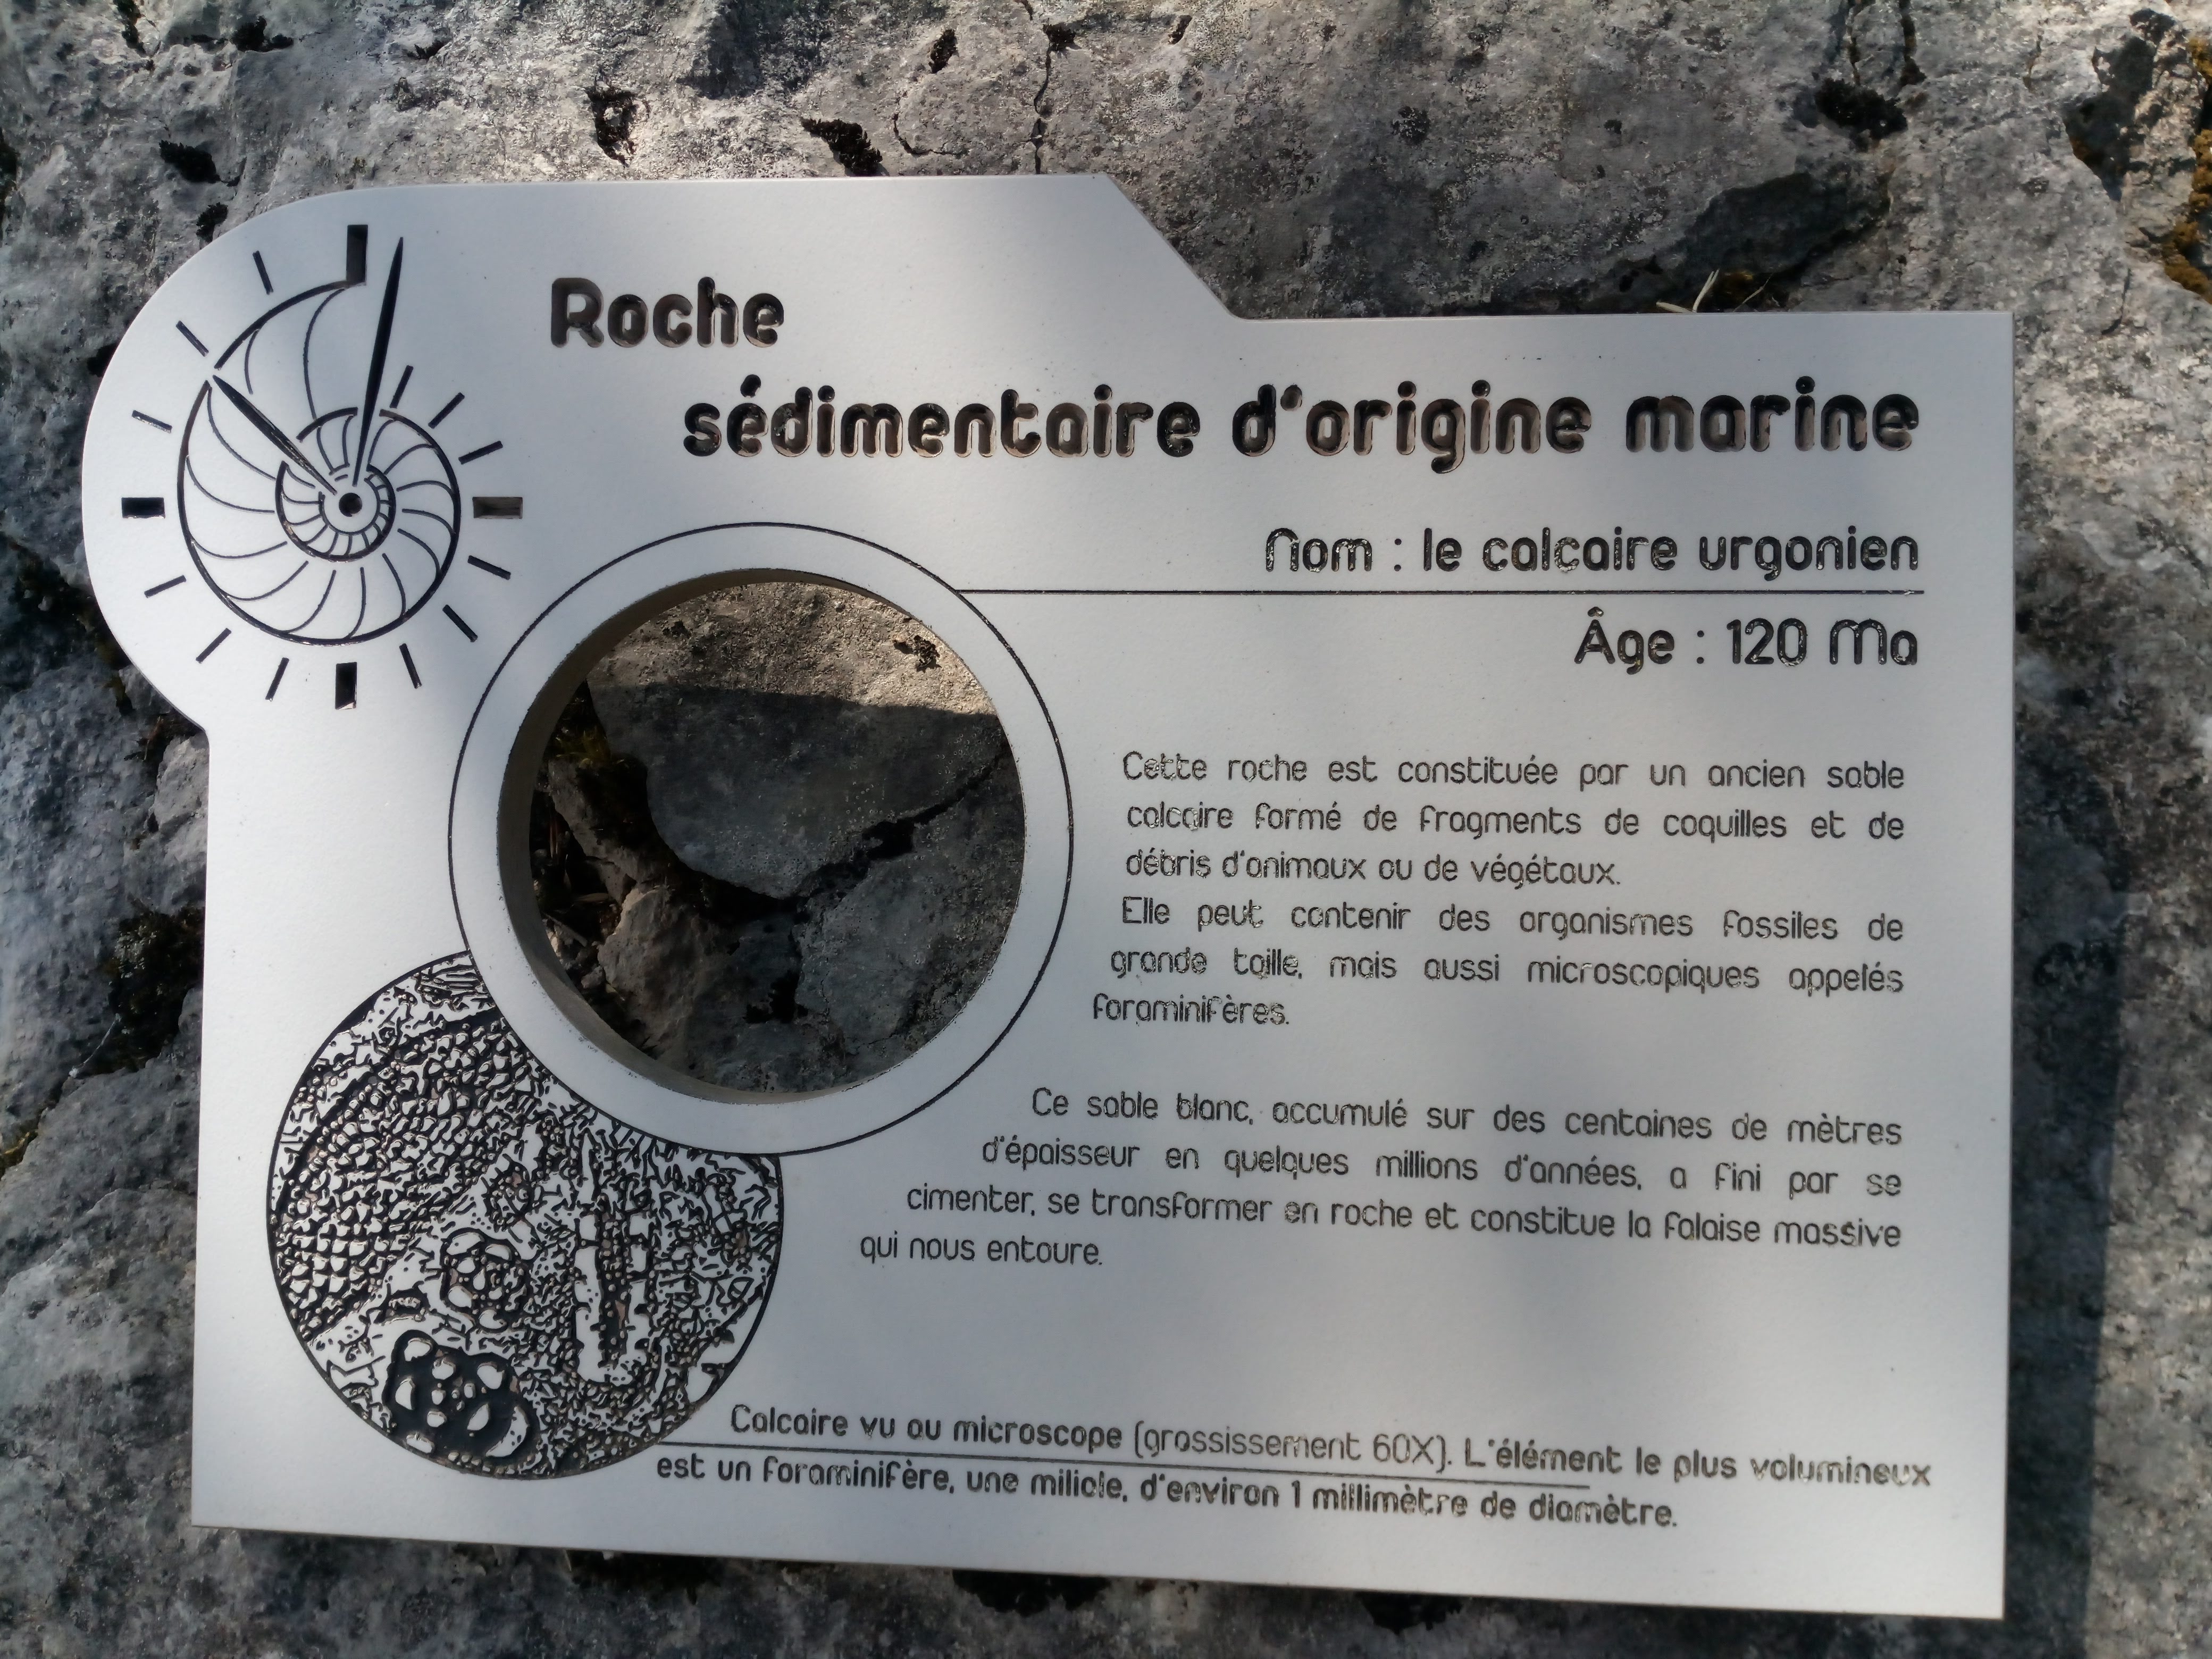 Roche
sédimentaire d'origine marine
Nom : le calcaire urgonien
Âge : 120 Ma
Cette roche est constituée par un ancien sable
calcaire formé de fragments de coquilles et de
débris d'animaux ou de végétaux.
Elle peut contenir des organismes fossiles de
grande taille, mais aussi microscopiques appelés
foraminifères.
Ce sable blanc, accumulé sur des centaines de mètres
d'épaisseur en quelques millions d'années, a fini par se
cimenter, se transformer en roche et constitue la falaise massive
qui nous entoure.
Calcaire vu au microscope (grossissement 60X). L'élément le plus volumineux
est un foraminifère, une miliole, d'environ 1 millimètre de diamètre.